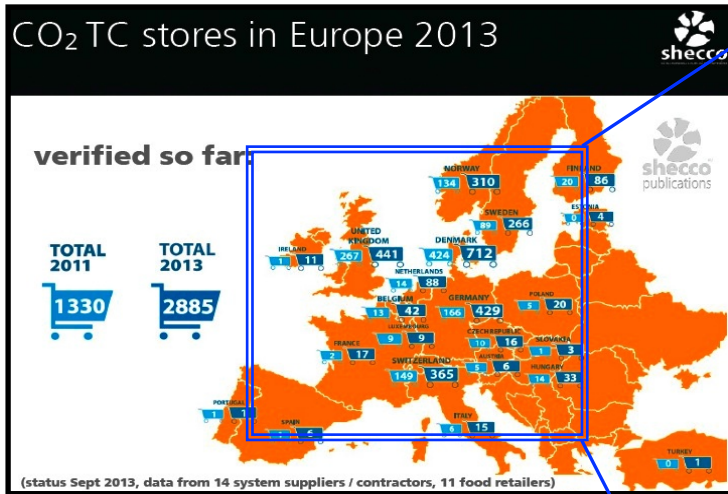 CO₂ TC stores in Europe 2013
shecco
verified so far:
shecco
publications
TOTAL
2011
1330
TOTAL
2013
2885
NORWAY
134 310
FINLAND
20 86
SWEDEN
89 266
ESTONIA
0 4
IRELAND
1 11
UNITED
KINGDOM
267 441
DENMARK
424 712
NETHERLANDS
14 88
BELGIUM
13 42
GERMANY
166 429
POLAND
5 20
LUXEMBOURG
9 9
CZECH REPUBLIC
10 16
SLOVAKIA
1 3
FRANCE
2 17
SWITZERLAND
149 365
AUSTRIA
5 6
HUNGARY
14 33
PORTUGAL
1 1
SPAIN
6
ITLEY
6 15
TURKEY
0 1
(status Sept 2013, data from 14 system suppliers / contractors, 11 food retailers)